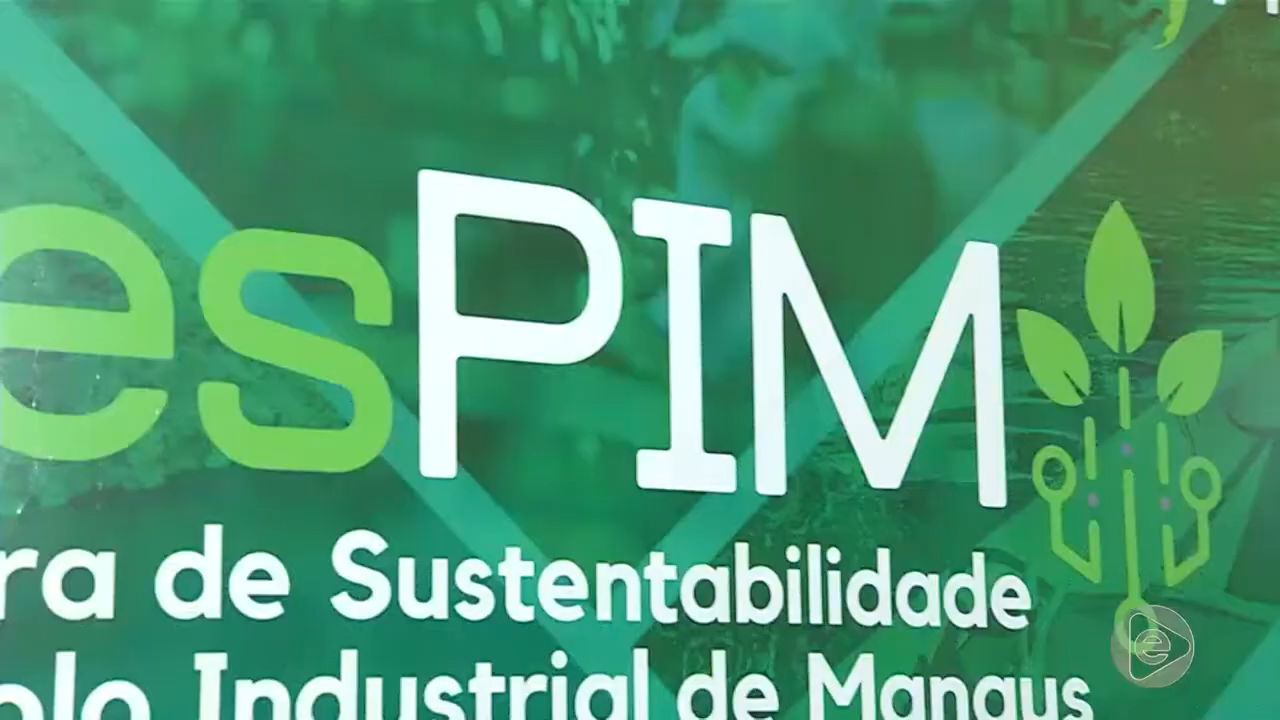 esPIM
ra de Sustentabilidade
olo Industrial de Manaus
e